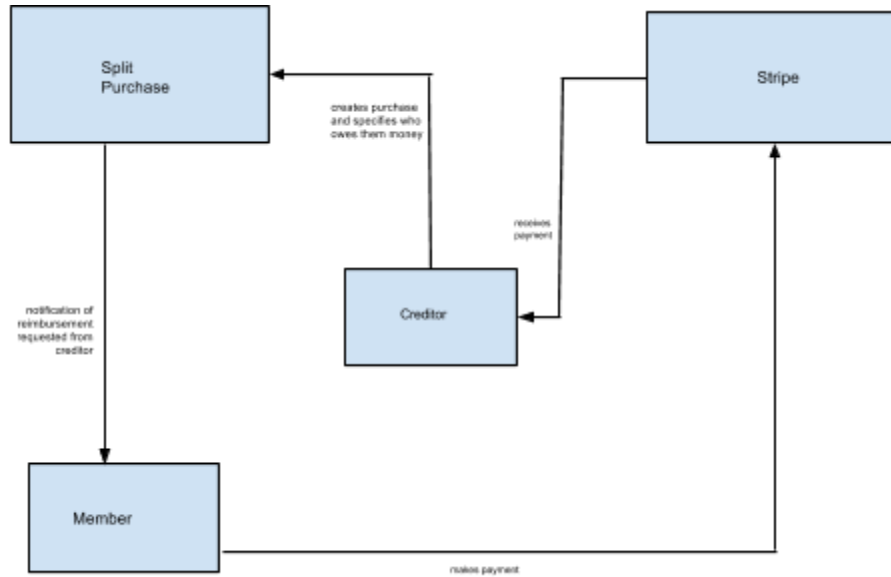 Split
Purchase
Stripe
creates purchase
and specifies who
owes them money
receives
payment
Creditor
notification of
reimbursement
requested from
creditor
Member
makes payment